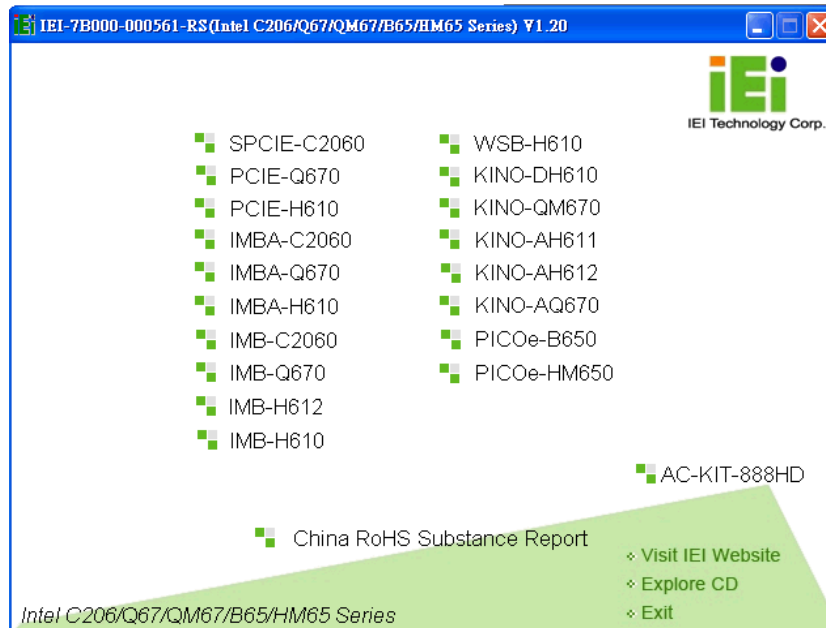 IEI-7B000-000561-RS(Intel C206/Q67/QM67/B65/HM65 Series) V1.20
iEi
IEI Technology Corp.
SPCIE-C2060
PCIE-Q670
PCIE-H610
IMBA-C2060
IMBA-Q670
IMBA-H610
IMB-C2060
IMB-Q670
IMB-H612
IMB-H610
WSB-H610
KINO-DH610
KINO-QM670
KINO-AH611
KINO-AH612
KINO-AQ670
PICOe-B650
PICOe-HM650
AC-KIT-888HD
China RoHS Substance Report
Visit IEI Website
Explore CD
Exit
Intel C206/Q67/QM67/B65/HM65 Series